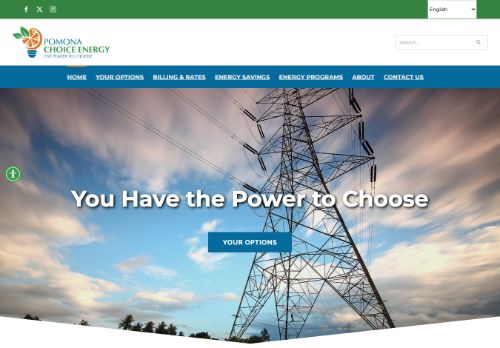 English
POMONA
CHOICE ENERGY
THE POWER TO CHOOSE
Search...
HOME YOUR OPTIONS BILLING & RATES ENERGY SAVINGS ENERGY PROGRAMS ABOUT CONTACT US
You Have the Power to Choose
YOUR OPTIONS